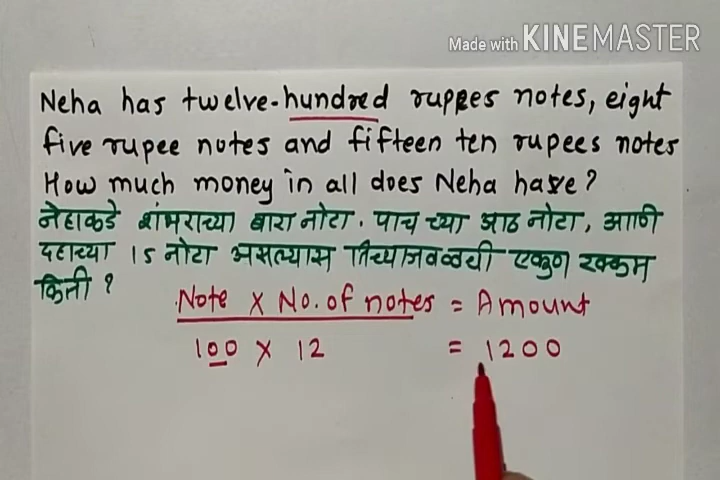 Made with KINEMASTER
Neha has twelve-hundred rupees notes, eight
five rupee notes and fifteen ten rupees notes
How much money in all does Neha have?
नेहाकडे शंभराच्या बारा नोटा. पाच च्या आठ नोटा, आणि
दहाच्या 15 नोटा असल्यास तिच्याजवळची एकुण रक्कम
किती?
Note x No. of notes = Amount
100 x 12 = 1200